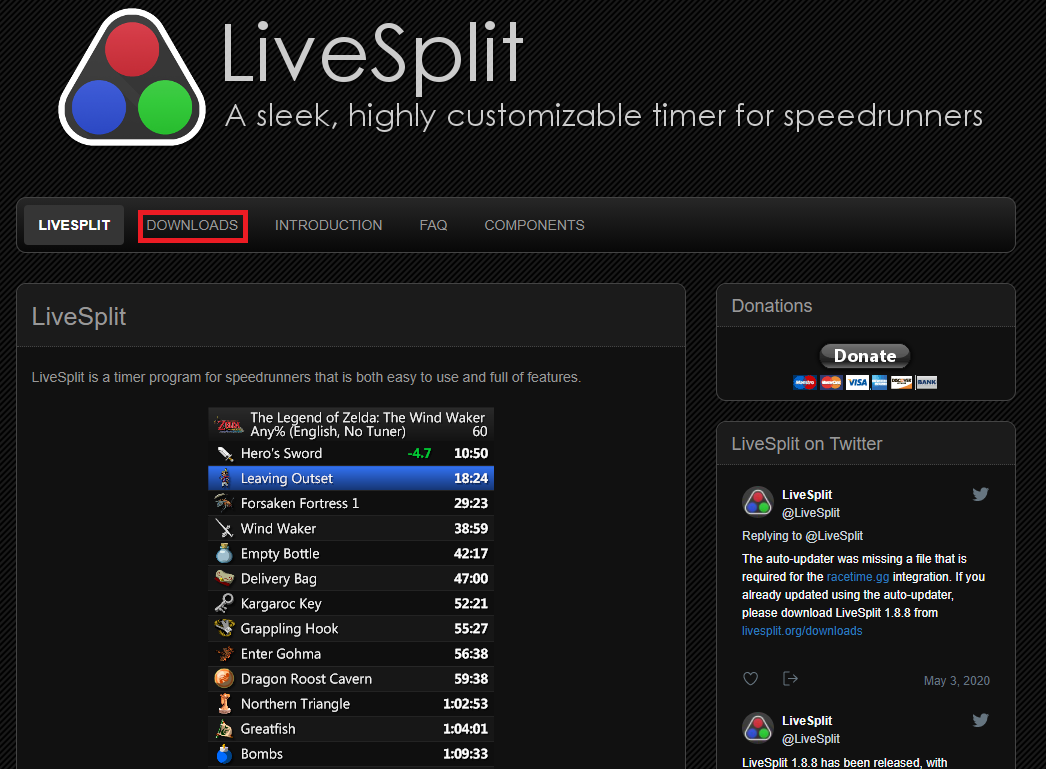 LiveSplit
A sleek, highly customizable timer for speedrunners
LIVESPLIT DOWNLOADS INTRODUCTION FAQ COMPONENTS
LiveSplit
LiveSplit is a timer program for speedrunners that is both easy to use and full of features.
The Legend of Zelda: The Wind Waker
Any% (English, No Tuner) 60
Hero's Sword -4.7 10:50
Leaving Outset 18:24
Forsaken Fortress 1 29:23
Wind Waker 38:59
Empty Bottle 42:17
Delivery Bag 47:00
Kargaroc Key 52:21
Grappling Hook 55:27
Enter Gohma 56:38
Dragon Roost Cavern 59:38
Northern Triangle 1:02:53
Greatfish 1:04:01
Bombs 1:09:33
Donations
Donate
VISA BANK
LiveSplit on Twitter
LiveSplit
@LiveSplit
Replying to @LiveSplit
The auto-updater was missing a file that is
required for the racetime.gg integration. If you
already updated using the auto-updater,
please download LiveSplit 1.8.8 from
livesplit.org/downloads
May 3, 2020
LiveSplit
@LiveSplit
LiveSplit 1.8.8 has been released, with